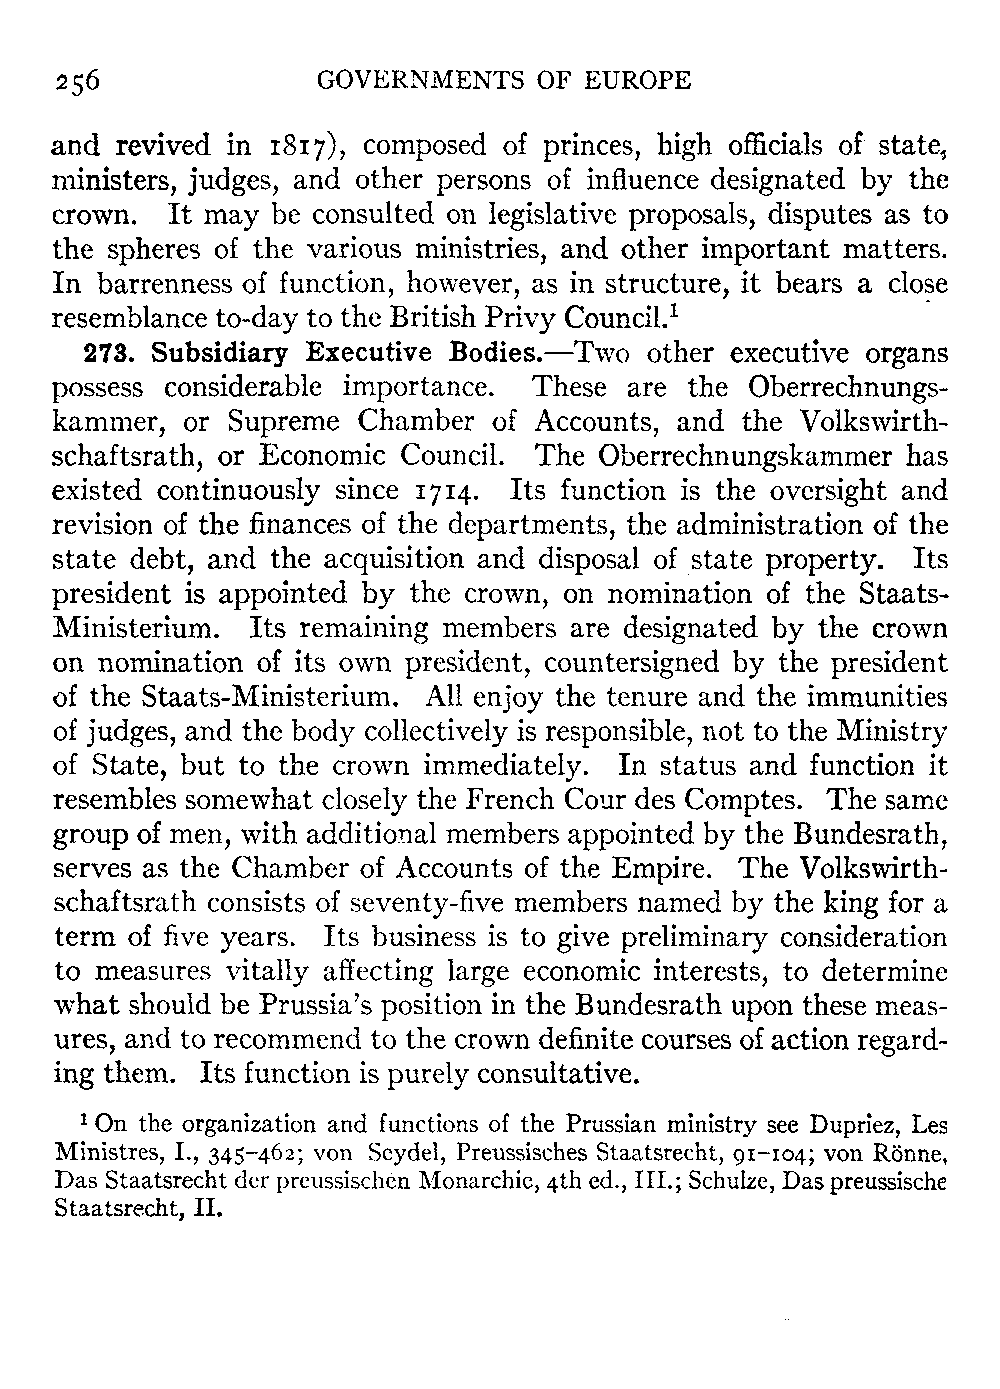 256 GOVERNMENTS OF EUROPE
and revived in 1817), composed of princes, high officials of state,
ministers, judges, and other persons of influence designated by the
crown. It may be consulted on legislative proposals, disputes as to
the spheres of the various ministries, and other important matters.
In barrenness of function, however, as in structure, it bears a close
resemblance to-day to the British Privy Council.¹
273. Subsidiary Executive Bodies.—Two other executive organs
possess considerable importance. These are the Oberrechnungs-
kammer, or Supreme Chamber of Accounts, and the Volkswirth-
schaftsrath, or Economic Council. The Oberrechnungskammer has
existed continuously since 1714. Its function is the oversight and
revision of the finances of the departments, the administration of the
state debt, and the acquisition and disposal of state property. Its
president is appointed by the crown, on nomination of the Staats-
Ministerium. Its remaining members are designated by the crown
on nomination of its own president, countersigned by the president
of the Staats-Ministerium. All enjoy the tenure and the immunities
of judges, and the body collectively is responsible, not to the Ministry
of State, but to the crown immediately. In status and function it
resembles somewhat closely the French Cour des Comptes. The same
group of men, with additional members appointed by the Bundesrath,
serves as the Chamber of Accounts of the Empire. The Volkswirth-
schaftsrath consists of seventy-five members named by the king for a
term of five years. Its business is to give preliminary consideration
to measures vitally affecting large economic interests, to determine
what should be Prussia's position in the Bundesrath upon these meas-
ures, and to recommend to the crown definite courses of action regard-
ing them. Its function is purely consultative.
¹ On the organization and functions of the Prussian ministry see Dupriez, Les
Ministres, I., 345–462; von Seydel, Preussisches Staatsrecht, 91–104; von Rönne,
Das Staatsrecht der preussischen Monarchie, 4th ed., III.; Schulze, Das preussische
Staatsrecht, II.